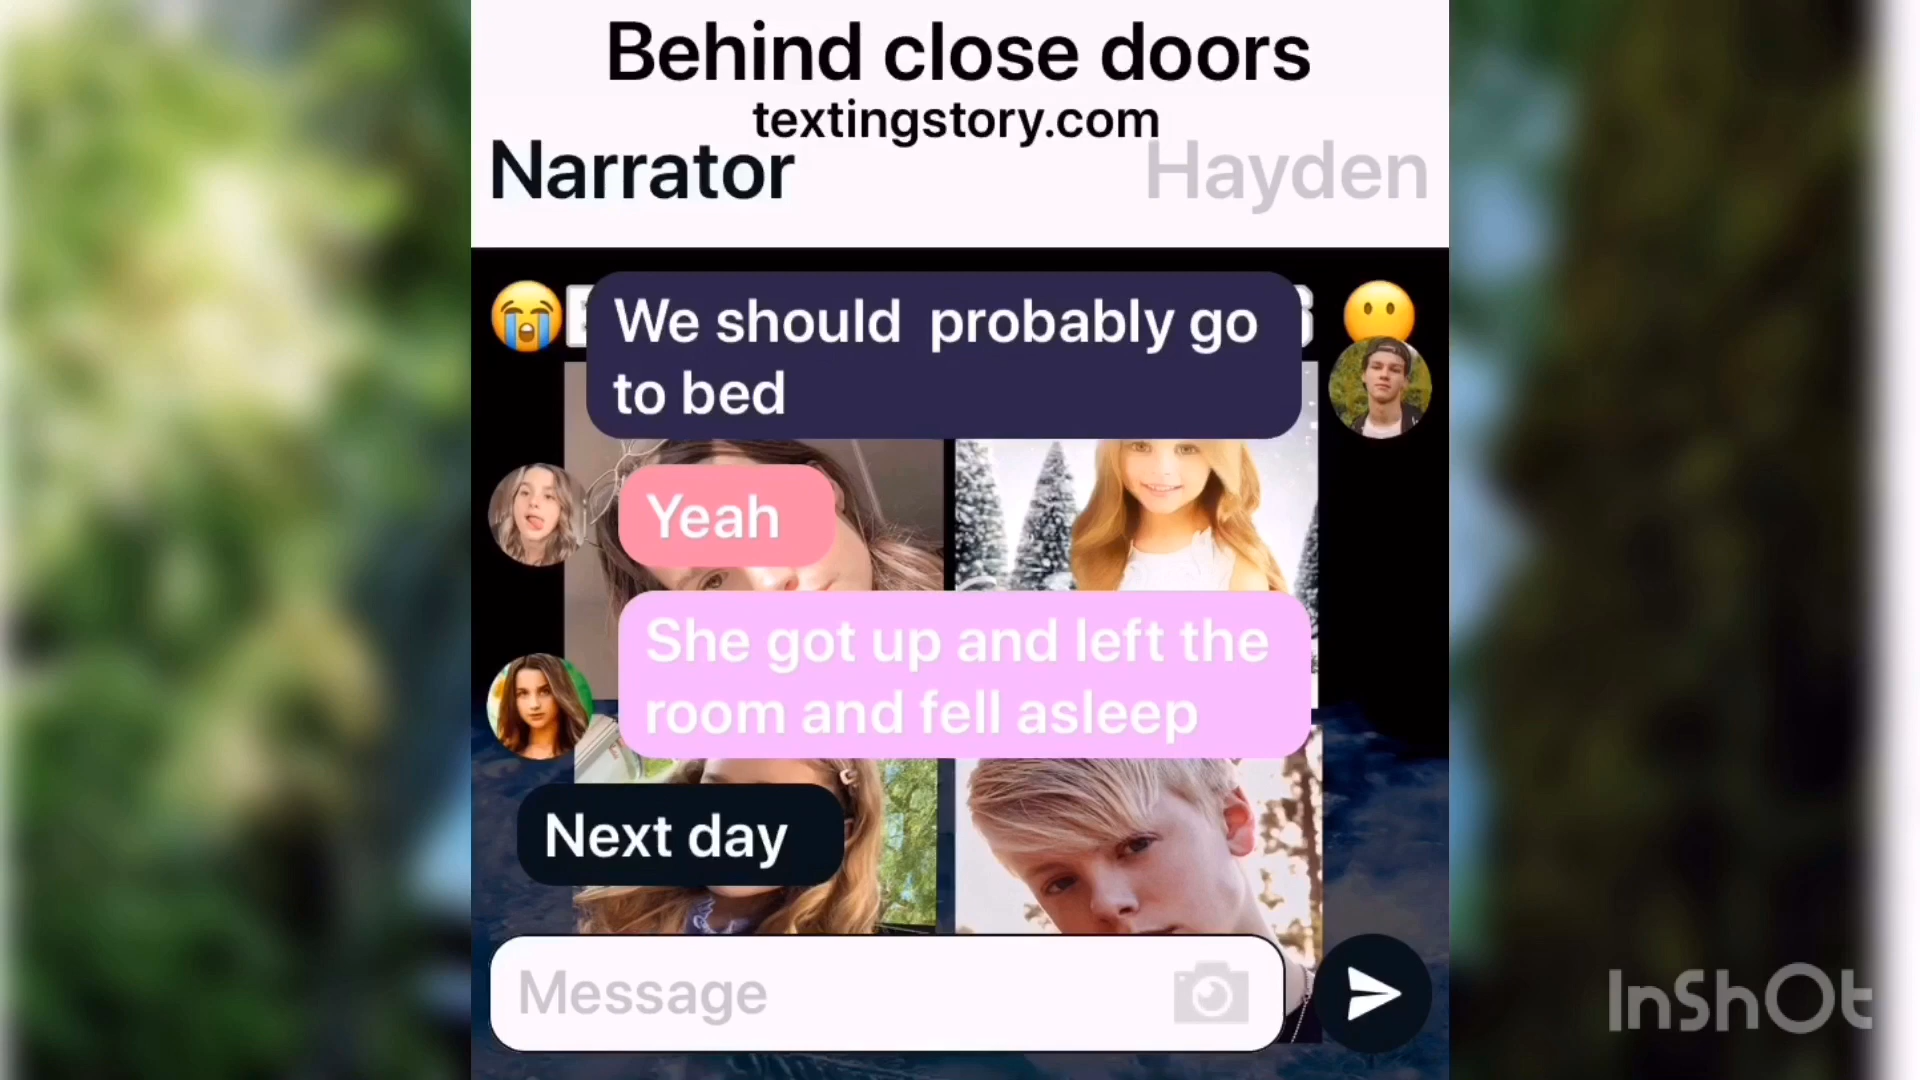 Behind close doors
textingstory.com
Narrator
Hayden
We should probably go
to bed
Yeah
She got up and left the
room and fell asleep
Next day
Message
InShOt